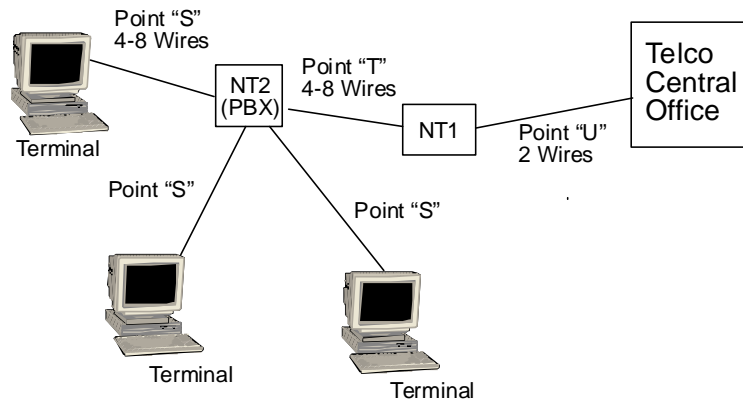 Point “S”
4-8 Wires
NT2
(PBX)
Point “T”
4-8 Wires
NT1
Point “U”
2 Wires
Telco
Central
Office
Terminal
Point “S”
Point “S”
Terminal
Terminal